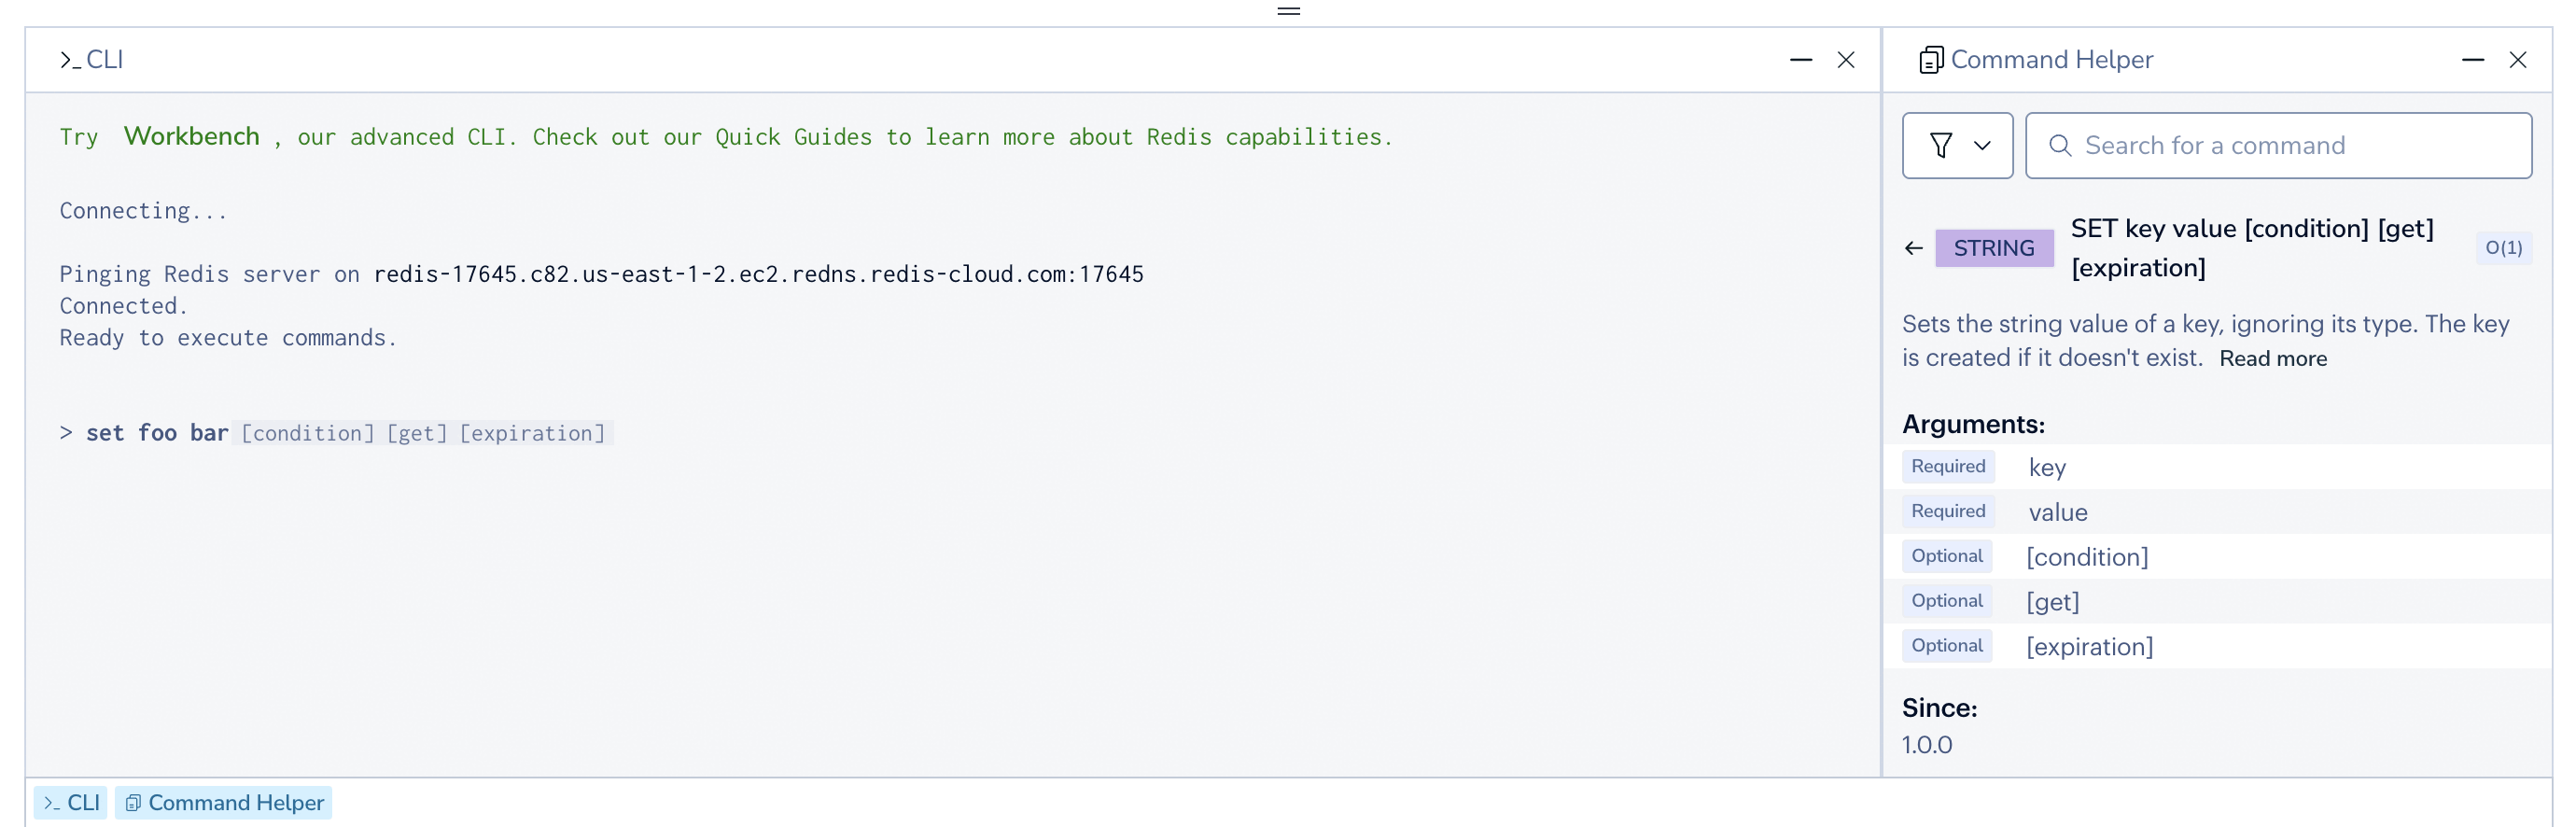 >_ CLI
Try Workbench , our advanced CLI. Check out our Quick Guides to learn more about Redis capabilities.
Connecting...
Pinging Redis server on redis-17645.c82.us-east-1-2.ec2.redns.redis-cloud.com:17645
Connected.
Ready to execute commands.
> set foo bar [condition] [get] [expiration]
Command Helper
Search for a command
STRING
SET key value [condition] [get]
[expiration]
O(1)
Sets the string value of a key, ignoring its type. The key
is created if it doesn't exist. Read more
Arguments:
Required key
Required value
Optional [condition]
Optional [get]
Optional [expiration]
Since:
1.0.0
>_ CLI
Command Helper